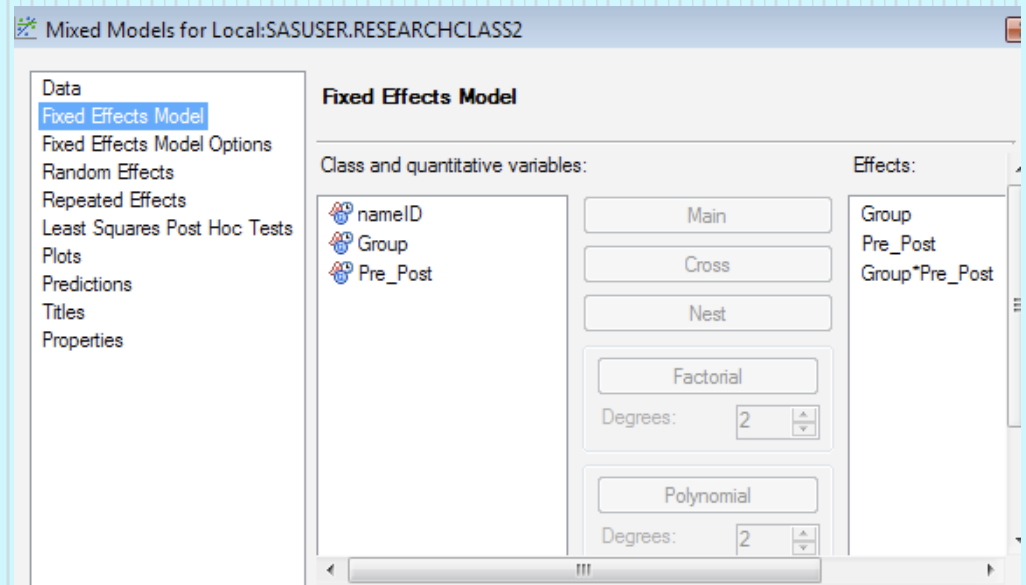 Mixed Models for Local:SASUSER.RESEARCHCLASS2
Data
Fixed Effects Model
Fixed Effects Model Options
Random Effects
Repeated Effects
Least Squares Post Hoc Tests
Plots
Predictions
Titles
Properties
Fixed Effects Model
Class and quantitative variables:
nameID
Group
Pre_Post
Main
Cross
Nest
Factorial
Degrees: 2
Polynomial
Degrees: 2
Effects:
Group
Pre_Post
Group*Pre_Post